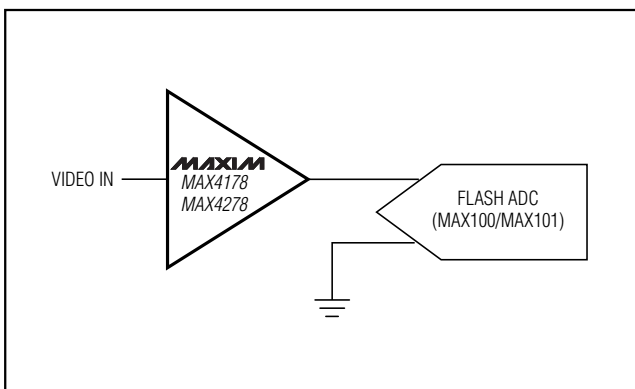 VIDEO IN
MAXIM
MAX4178
MAX4278
FLASH ADC
(MAX100/MAX101)